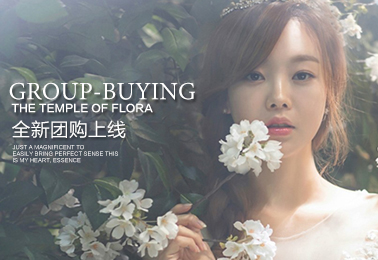 GROUP-BUYING
THE TEMPLE OF FLORA
全新团购上线
JUST A MAGNIFICENT TO
EASILY BRING PERFECT SENSE THIS
IS MY HEART, ESSENCE